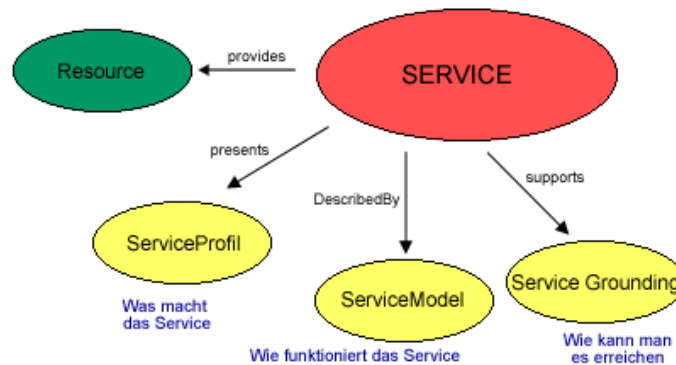 Resource
provides
SERVICE
presents
DescribedBy
supports
ServiceProfil
Was macht
das Service
ServiceModel
Wie funktioniert das Service
Service Grounding
Wie kann man
es erreichen